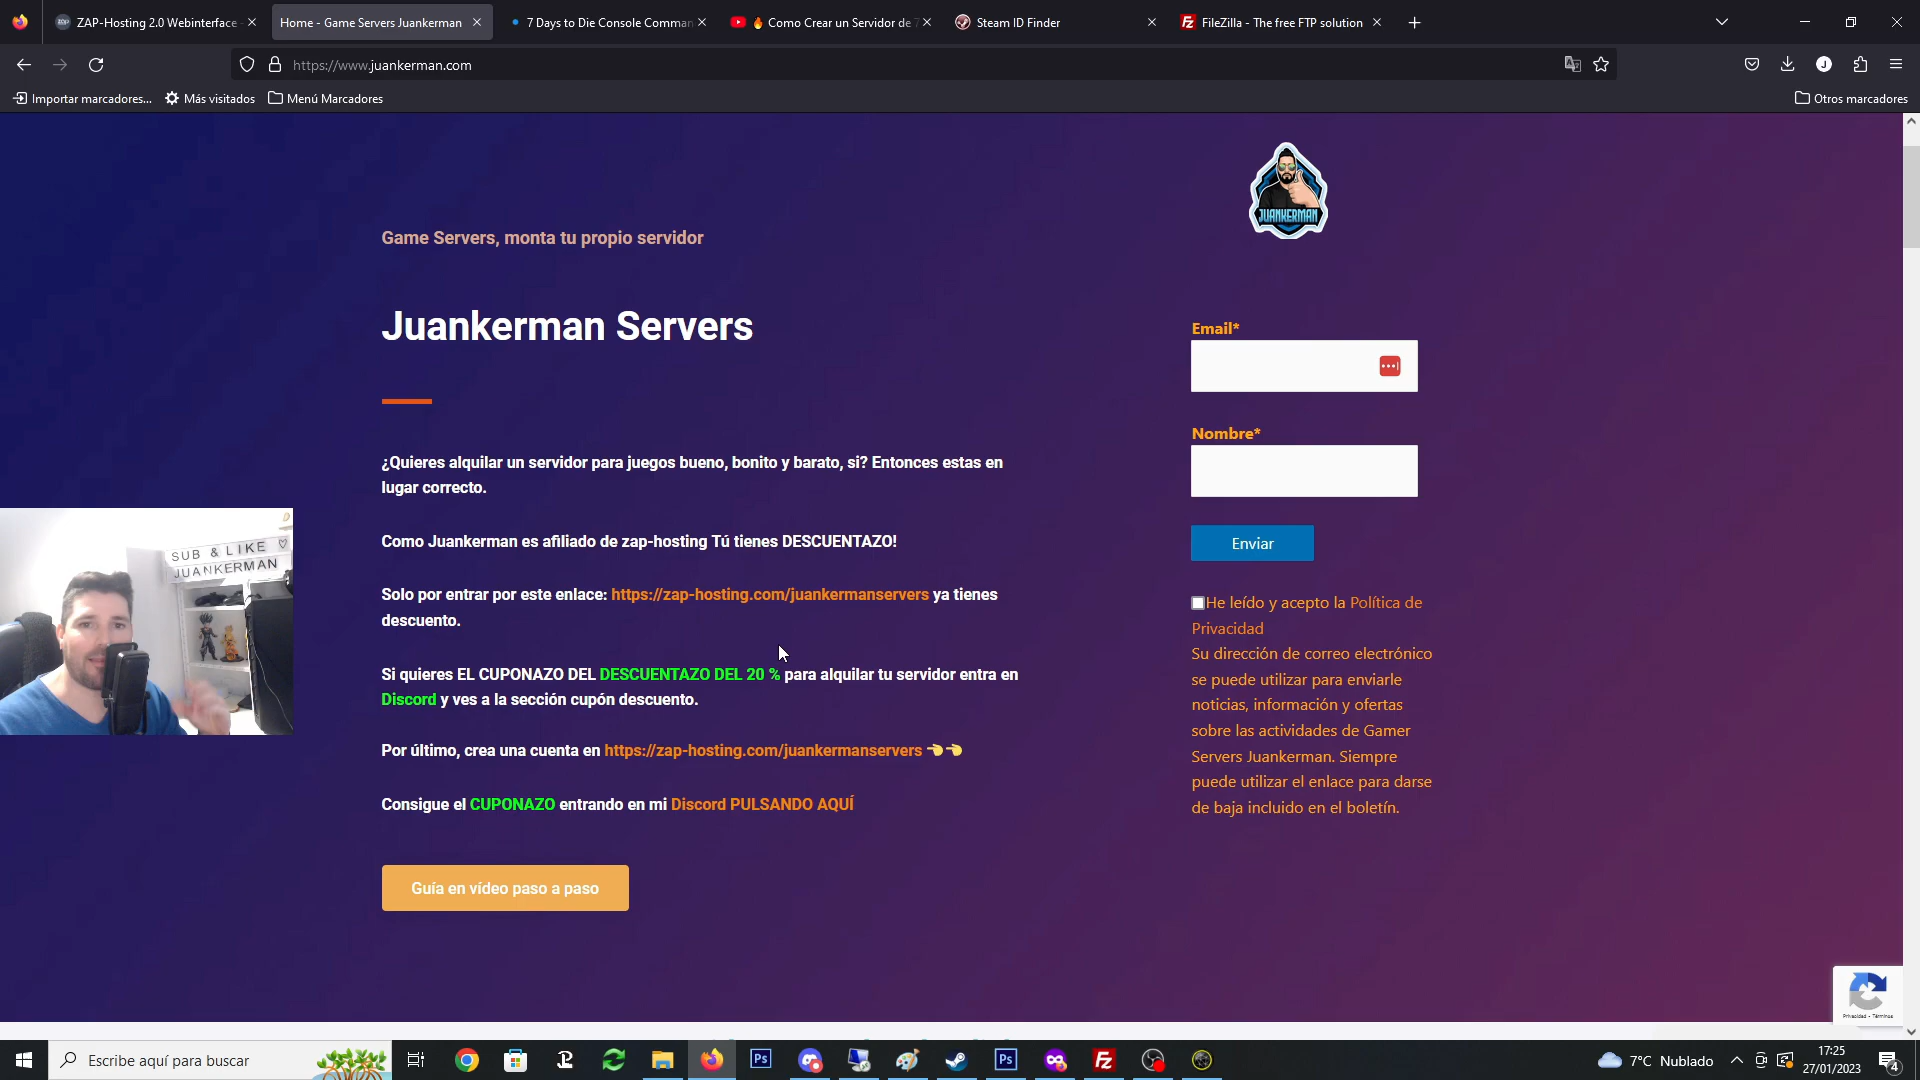 ZAP-Hosting 2.0 Webinterface -
Home - Game Servers Juankerman
7 Days to Die Console Comman
🔥 Como Crear un Servidor de 7
Steam ID Finder
FileZilla - The free FTP solution
https://www.juankerman.com
Importar marcadores...
Más visitados
Menú Marcadores
Otros marcadores
JUANKERMAN
Game Servers, monta tu propio servidor
Juankerman Servers
¿Quieres alquilar un servidor para juegos bueno, bonito y barato, si? Entonces estas en
lugar correcto.
Como Juankerman es afiliado de zap-hosting Tú tienes DESCUENTAZO!
Solo por entrar por este enlace: https://zap-hosting.com/juankermanservers ya tienes
descuento.
Si quieres EL CUPONAZO DEL DESCUENTAZO DEL 20 % para alquilar tu servidor entra en
Discord y ves a la sección cupón descuento.
Por último, crea una cuenta en https://zap-hosting.com/juankermanservers 👈👈
Consigue el CUPONAZO entrando en mi Discord PULSANDO AQUÍ
Guía en vídeo paso a paso
Email*
Nombre*
Enviar
He leído y acepto la Política de
Privacidad
Su dirección de correo electrónico
se puede utilizar para enviarle
noticias, información y ofertas
sobre las actividades de Gamer
Servers Juankerman. Siempre
puede utilizar el enlace para darse
de baja incluido en el boletín.
SUB & LIKE ♡
JUANKERMAN
Privacidad - Términos
Escribe aquí para buscar
7°C Nublado
17:25
27/01/2023
4